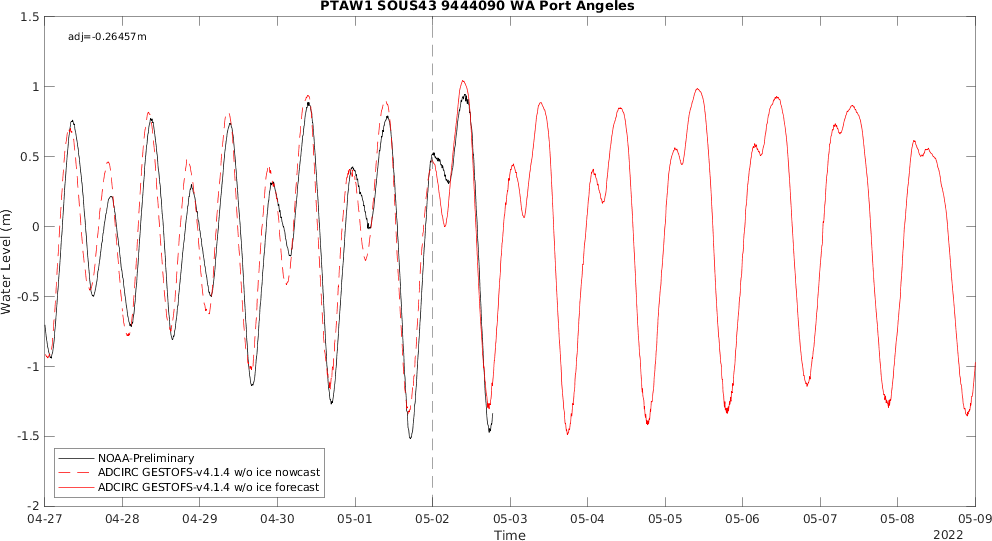 PTAW1 SOUS43 9444090 WA Port Angeles
adj=-0.26457m
1.5
1
0.5
0
-0.5
-1
-1.5
-2
Water Level (m)
NOAA-Preliminary
ADCIRC GESTOFS-v4.1.4 w/o ice nowcast
ADCIRC GESTOFS-v4.1.4 w/o ice forecast
04-27 04-28 04-29 04-30 05-01 05-02 05-03 05-04 05-05 05-06 05-07 05-08 05-09
Time
2022